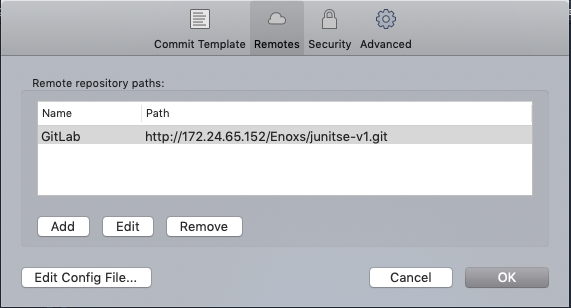 Commit Template Remotes Security Advanced
Remote repository paths:
Name Path
GitLab http://172.24.65.152/Enoxs/junitse-v1.git
Add Edit Remove
Edit Config File... Cancel OK